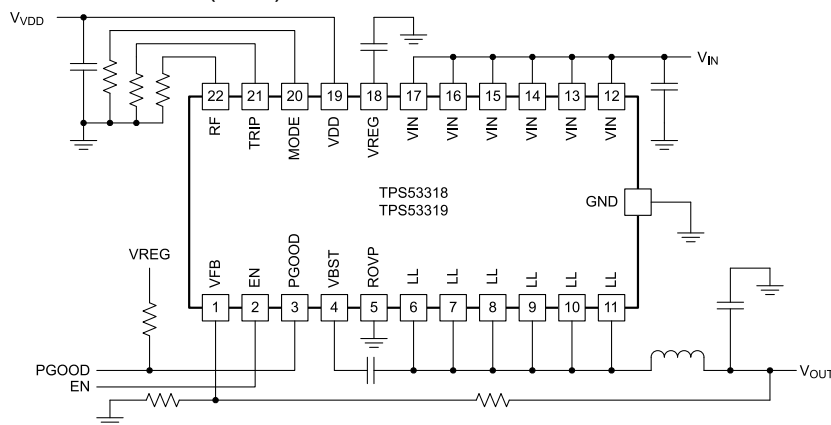 V_VDD
V_IN
22 21 20 19 18 17 16 15 14 13 12
RF TRIP MODE VDD VREG VIN VIN VIN VIN VIN VIN
TPS53318
TPS53319
GND
VREG
VFB EN PGOOD VBST ROVP LL LL LL LL LL LL
1 2 3 4 5 6 7 8 9 10 11
PGOOD
V_OUT
EN